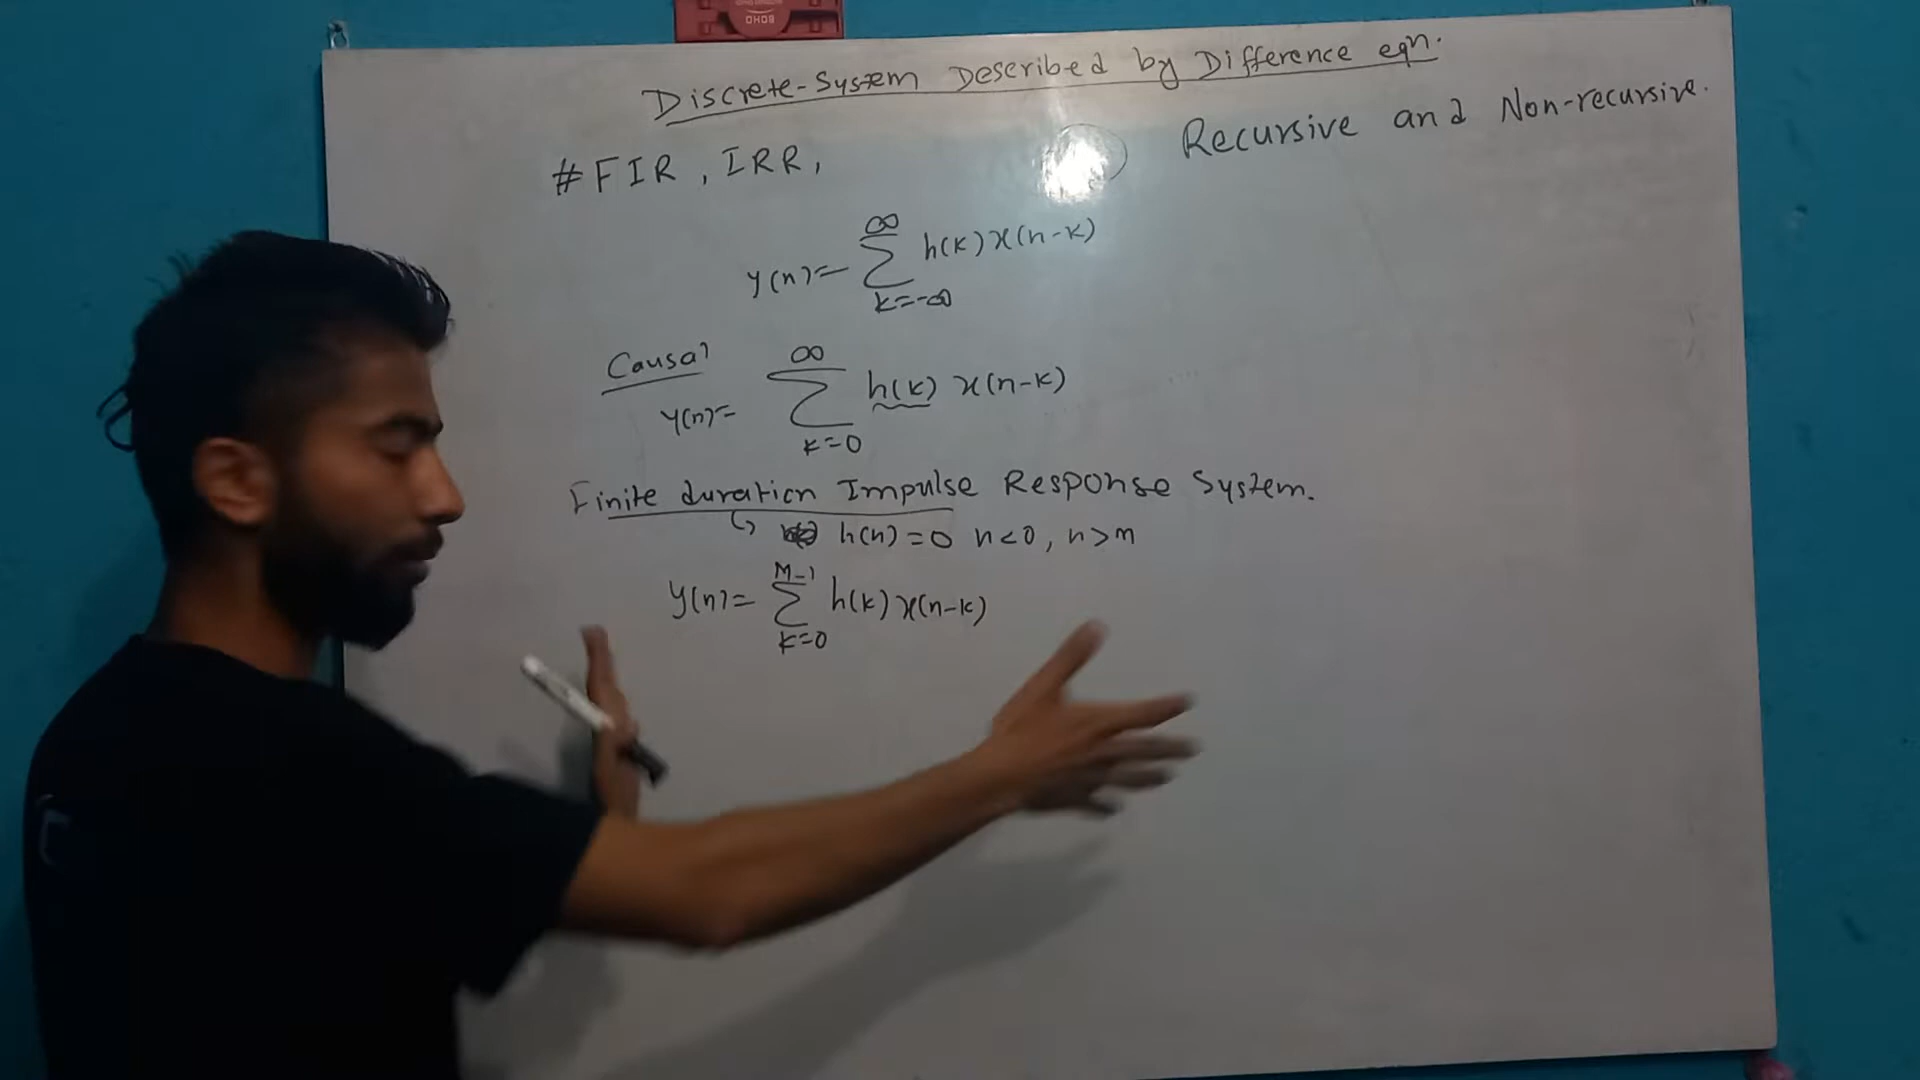 BOHO
Discrete-System Described by Difference eqn.
Recursive and Non-recursive.
# FIR, IRR,
y(n) = ∞ Σ k=-∞ h(k) x(n-k)
Causal
y(n) = ∞ Σ k=0 h(k) x(n-k)
Finite duration Impulse Response System.
↳ h(n) = 0 n<0, n>m
y(n) = M-1 Σ k=0 h(k) x(n-k)